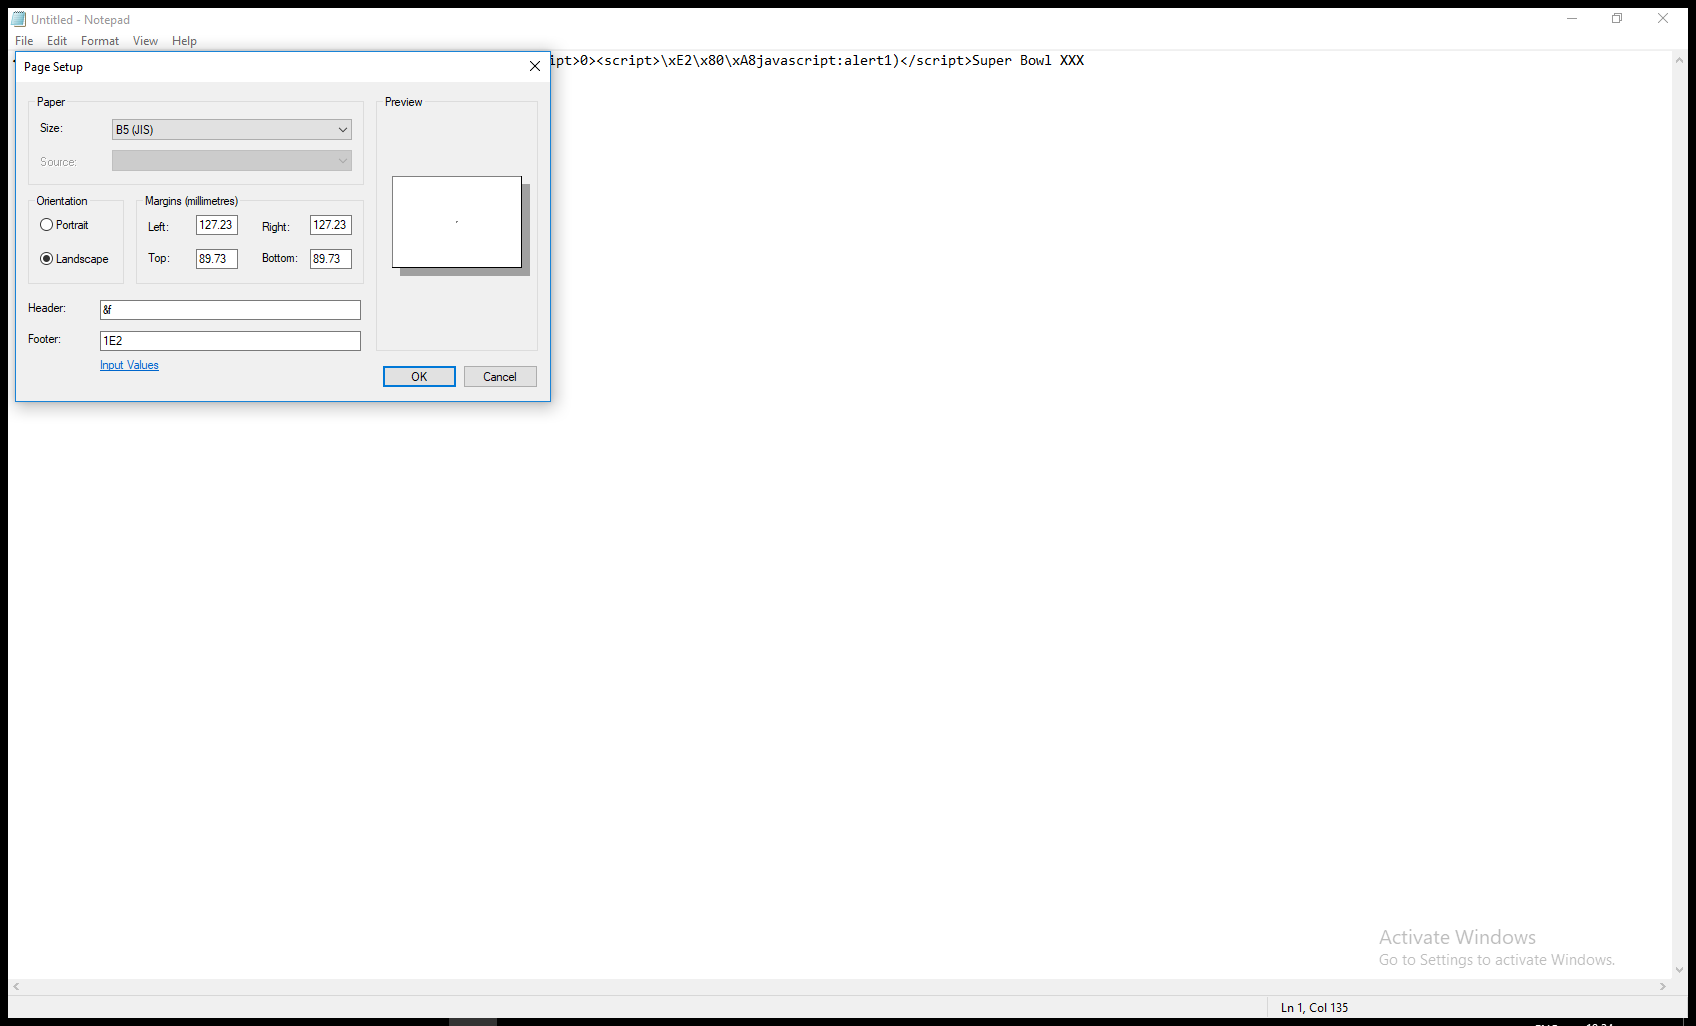 Untitled - Notepad
File Edit Format View Help
ipt>0><script>\xE2\x80\xA8javascript:alert1)</script>Super Bowl XXX
Page Setup
Paper
Size: B5 (JIS)
Source:
Orientation
Portrait
Landscape
Margins (millimetres)
Left: 127.23 Right: 127.23
Top: 89.73 Bottom: 89.73
Preview
Header: &f
Footer: 1E2
Input Values
OK Cancel
Activate Windows
Go to Settings to activate Windows.
Ln 1, Col 135